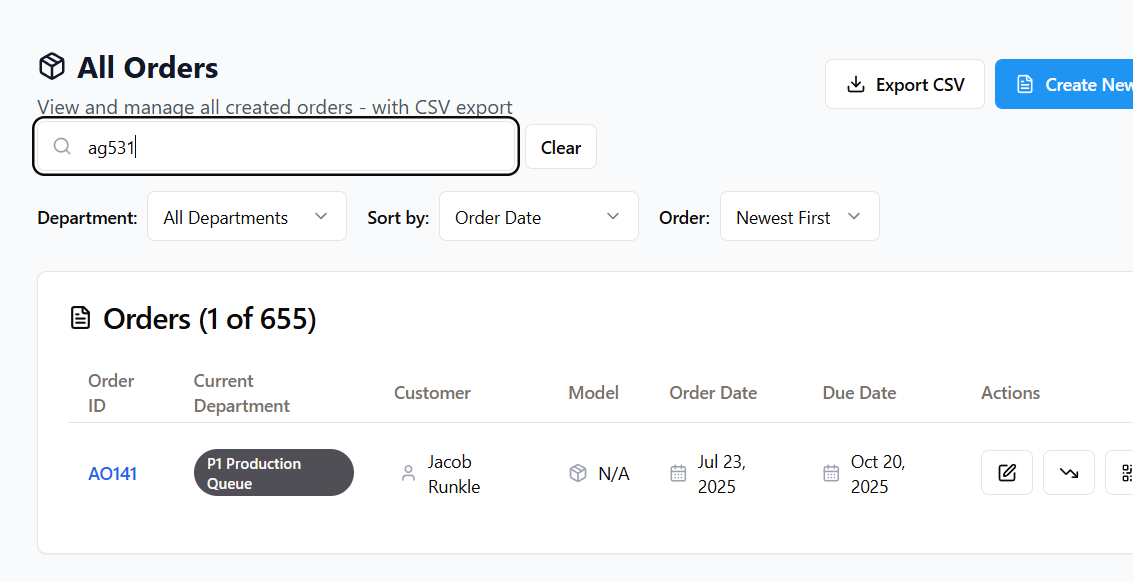 All Orders
View and manage all created orders - with CSV export
Export CSV
Create New
ag531
Clear
Department:
All Departments
Sort by:
Order Date
Order:
Newest First
Orders (1 of 655)
Order
ID
Current
Department
Customer
Model
Order Date
Due Date
Actions
AO141
P1 Production
Queue
Jacob
Runkle
N/A
Jul 23,
2025
Oct 20,
2025